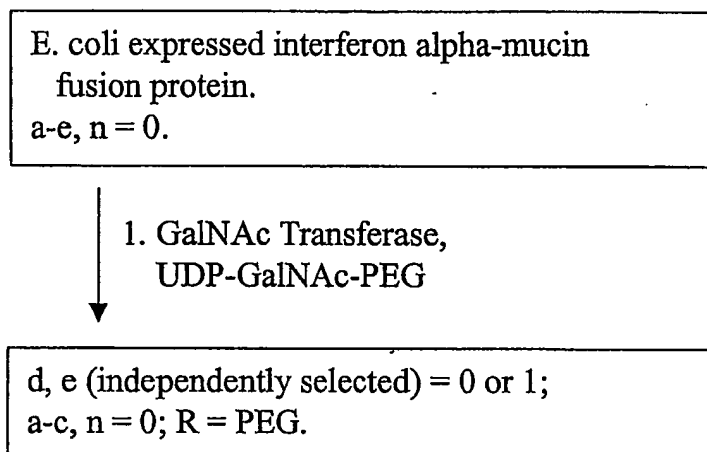 E. coli expressed interferon alpha-mucin
fusion protein.
a-e, n = 0.
1. GalNAc Transferase,
UDP-GalNAc-PEG
d, e (independently selected) = 0 or 1;
a-c, n = 0; R = PEG.